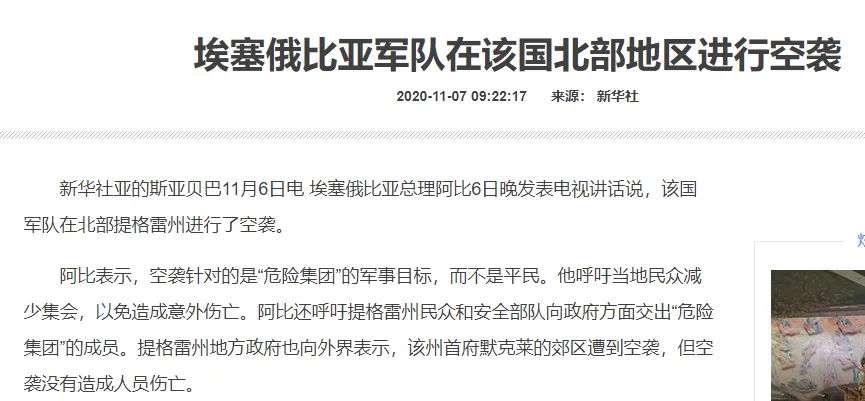 埃塞俄比亚军队在该国北部地区进行空袭
2020-11-07 09:22:17 来源： 新华社
新华社亚的斯亚贝巴11月6日电 埃塞俄比亚总理阿比6日晚发表电视讲话说，该国
军队在北部提格雷州进行了空袭。
阿比表示，空袭针对的是“危险集团”的军事目标，而不是平民。他呼吁当地民众减
少集会，以免造成意外伤亡。阿比还呼吁提格雷州民众和安全部队向政府方面交出“危险
集团”的成员。提格雷州地方政府也向外界表示，该州首府默克莱的郊区遭到空袭，但空
袭没有造成人员伤亡。